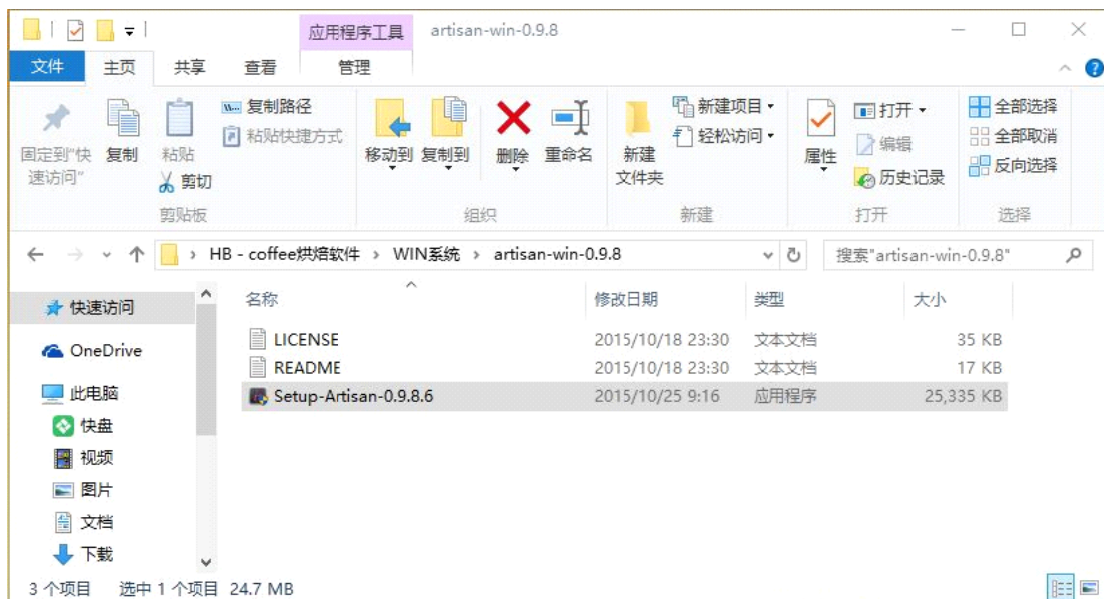 应用程序工具 artisan-win-0.9.8
文件 主页 共享 查看 管理
固定到"快速访问"
复制
粘贴
复制路径
粘贴快捷方式
剪切
剪贴板
移动到
复制到
删除
重命名
组织
新建文件夹
新建项目
轻松访问
新建
属性
打开
编辑
历史记录
打开
全部选择
全部取消
反向选择
选择
HB - coffee烘焙软件 › WIN系统 › artisan-win-0.9.8 搜索"artisan-win-0.9.8"
快速访问
OneDrive
此电脑
快盘
视频
图片
文档
下载
名称 修改日期 类型 大小
LICENSE 2015/10/18 23:30 文本文档 35 KB
README 2015/10/18 23:30 文本文档 17 KB
Setup-Artisan-0.9.8.6 2015/10/25 9:16 应用程序 25,335 KB
3 个项目 选中 1 个项目 24.7 MB